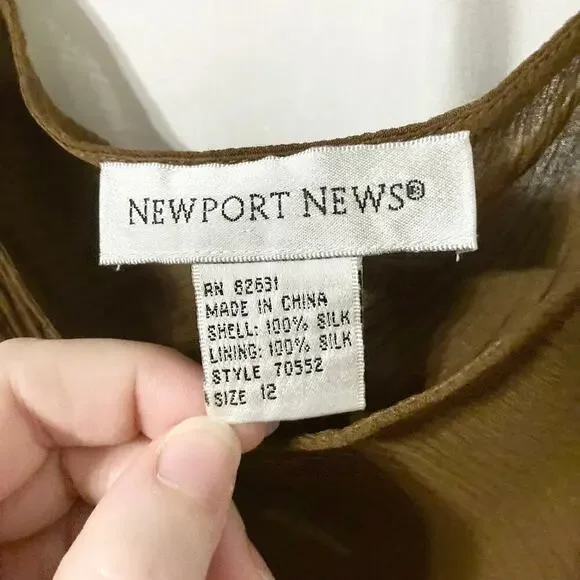 NEWPORT NEWS®
RN 82631
MADE IN CHINA
SHELL: 100% SILK
LINING: 100% SILK
STYLE 70552
SIZE 12